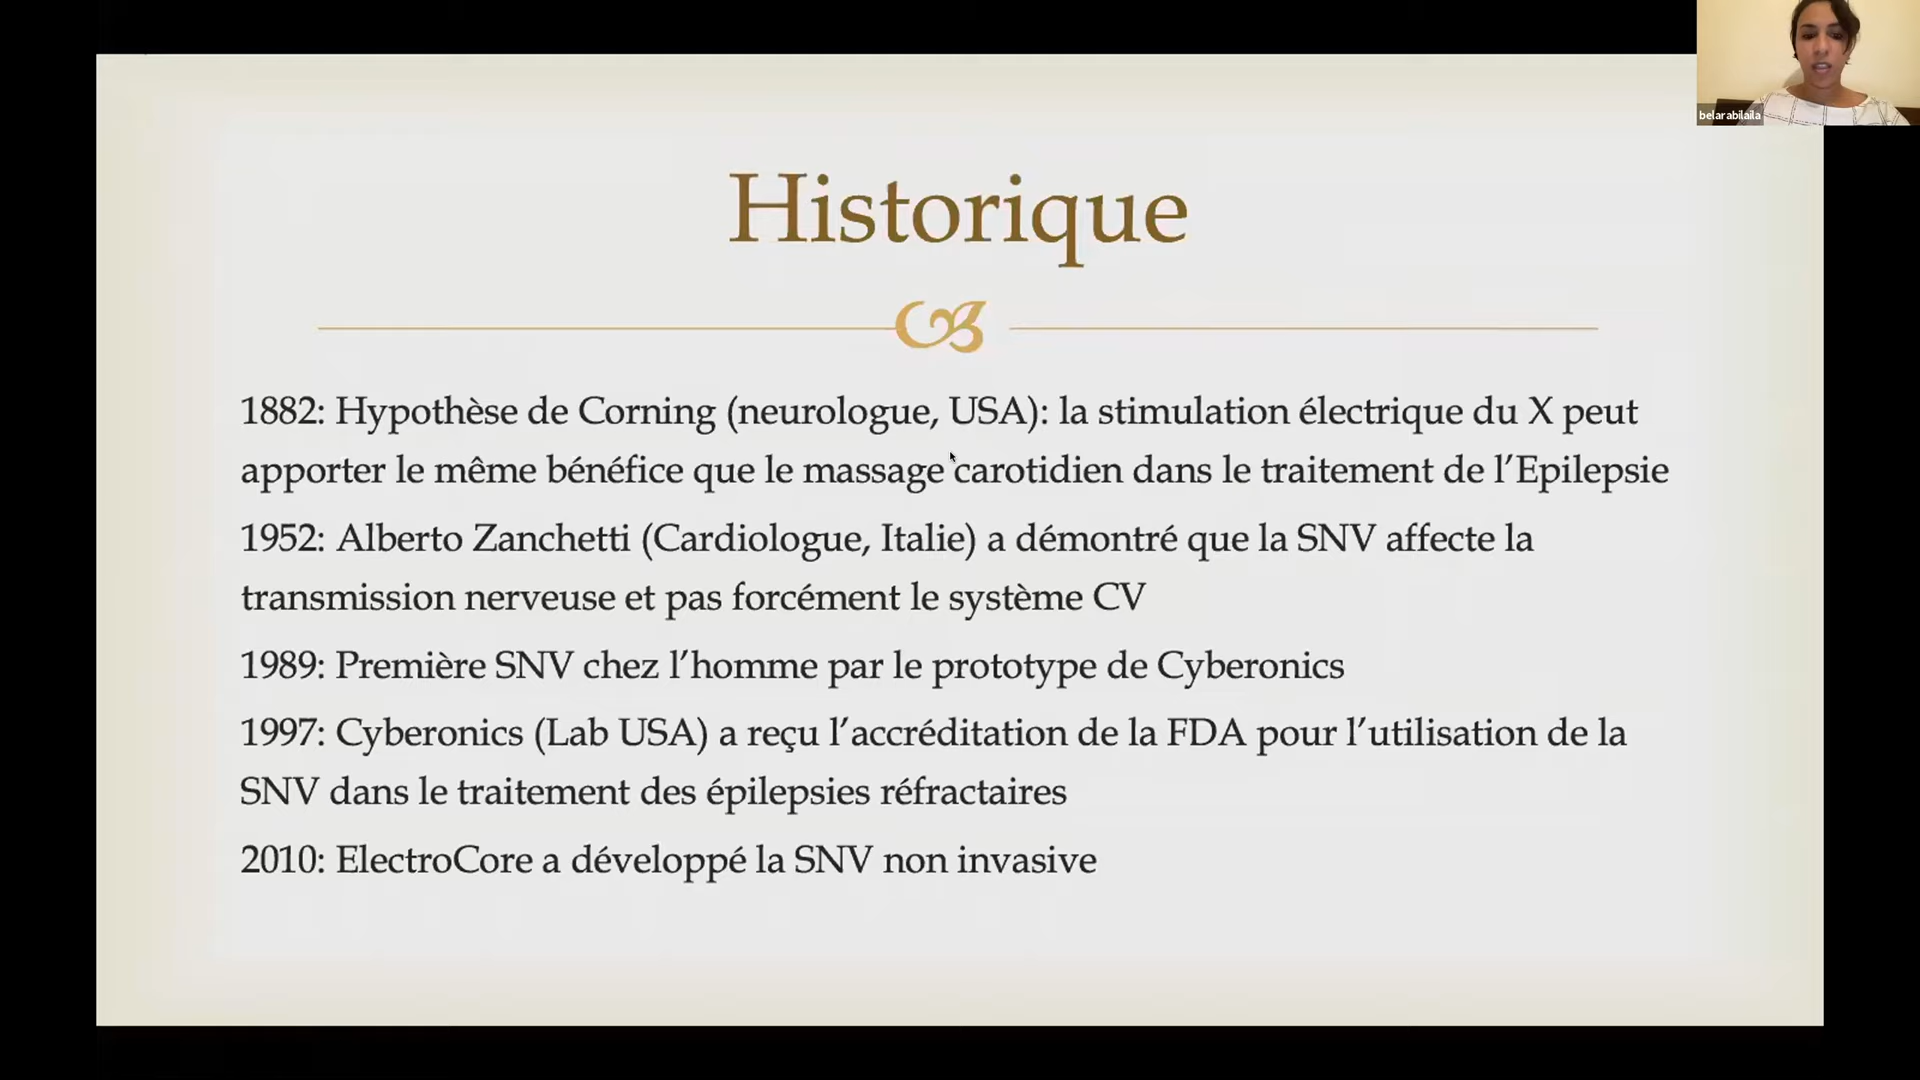 belarabilaila
Historique
1882: Hypothèse de Corning (neurologue, USA): la stimulation électrique du X peut
apporter le même bénéfice que le massage carotidien dans le traitement de l’Epilepsie
1952: Alberto Zanchetti (Cardiologue, Italie) a démontré que la SNV affecte la
transmission nerveuse et pas forcément le système CV
1989: Première SNV chez l’homme par le prototype de Cyberonics
1997: Cyberonics (Lab USA) a reçu l’accréditation de la FDA pour l’utilisation de la
SNV dans le traitement des épilepsies réfractaires
2010: ElectroCore a développé la SNV non invasive